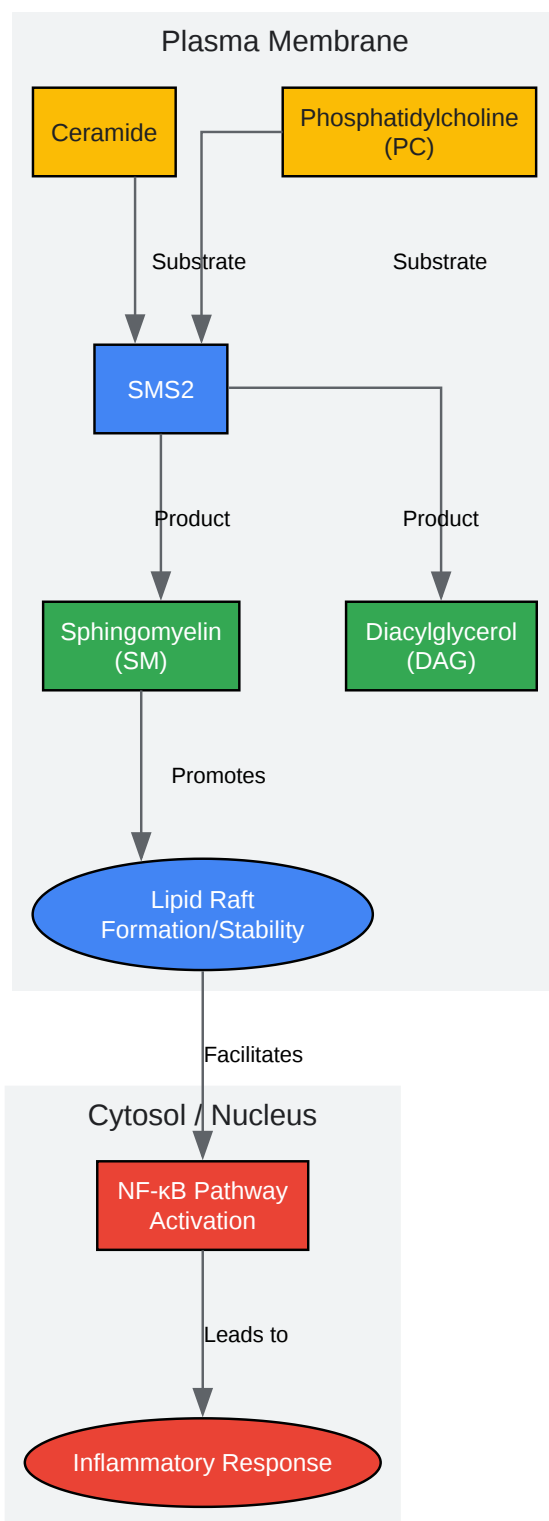 Plasma Membrane
Ceramide
Phosphatidylcholine
(PC)
Substrate
Substrate
SMS2
Product
Product
Sphingomyelin
(SM)
Diacylglycerol
(DAG)
Promotes
Lipid Raft
Formation/Stability
Facilitates
Cytosol / Nucleus
NF-κB Pathway
Activation
Leads to
Inflammatory Response